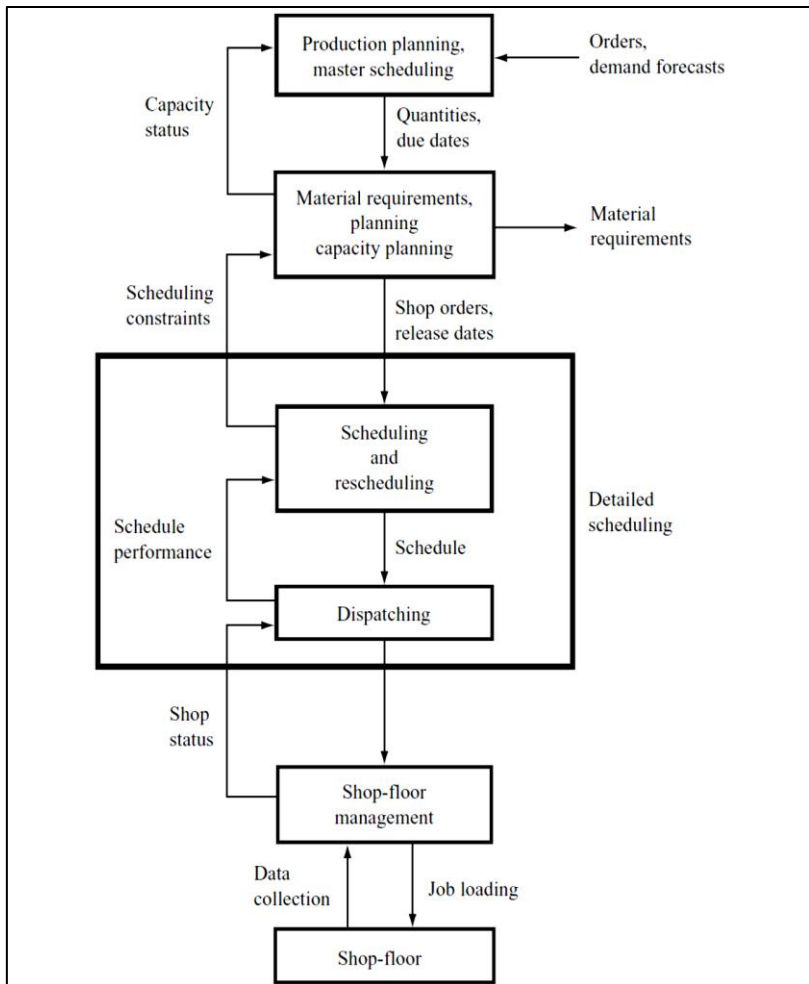 Production planning,
master scheduling
Orders,
demand forecasts
Capacity
status
Quantities,
due dates
Material requirements,
planning
capacity planning
Material
requirements
Scheduling
constraints
Shop orders,
release dates
Scheduling
and
rescheduling
Detailed
scheduling
Schedule
performance
Schedule
Dispatching
Shop
status
Shop-floor
management
Data
collection
Job loading
Shop-floor